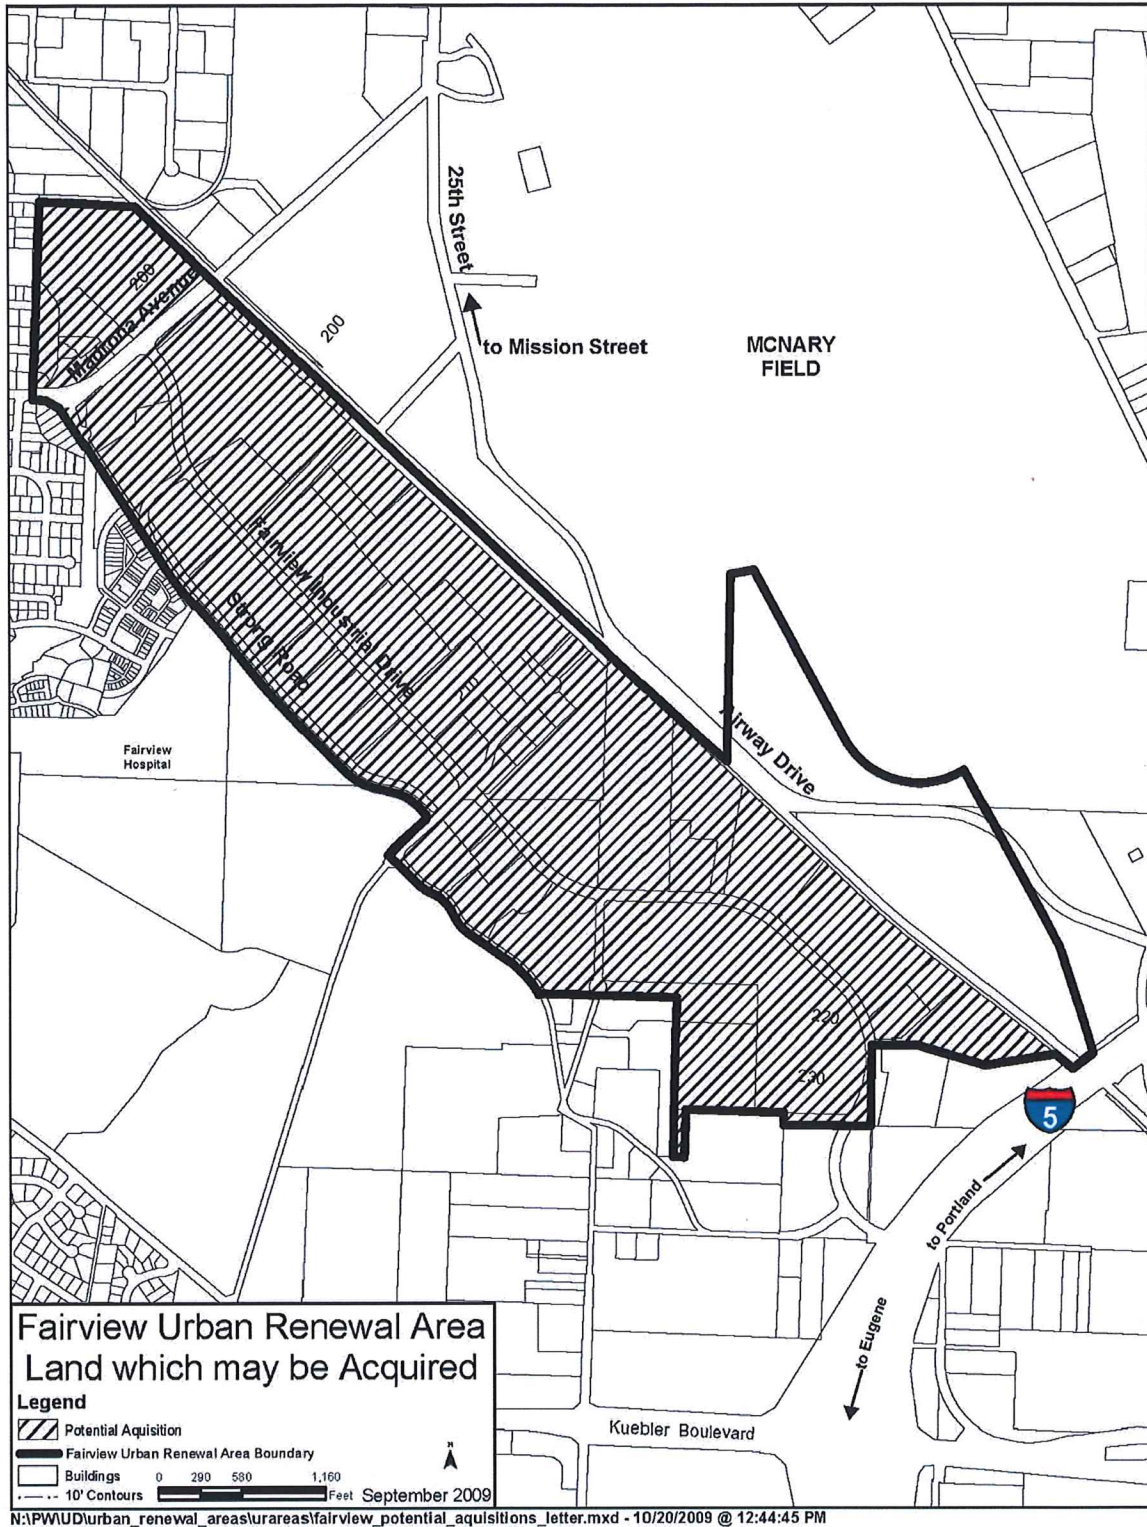 25th Street
200
Madrona Avenue
200
to Mission Street
MCNARY
FIELD
Fairview Industrial Drive
Strong Road
Airway Drive
Fairview
Hospital
220
230
5
to Portland
to Eugene
Kuebler Boulevard
Fairview Urban Renewal Area
Land which may be Acquired
Legend
Potential Aquisition
Fairview Urban Renewal Area Boundary
Buildings
10' Contours
0 290 580 1,160
Feet
September 2009
N
N:\PW\UD\urban_renewal_areas\urareas\fairview_potential_aquisitions_letter.mxd - 10/20/2009 @ 12:44:45 PM